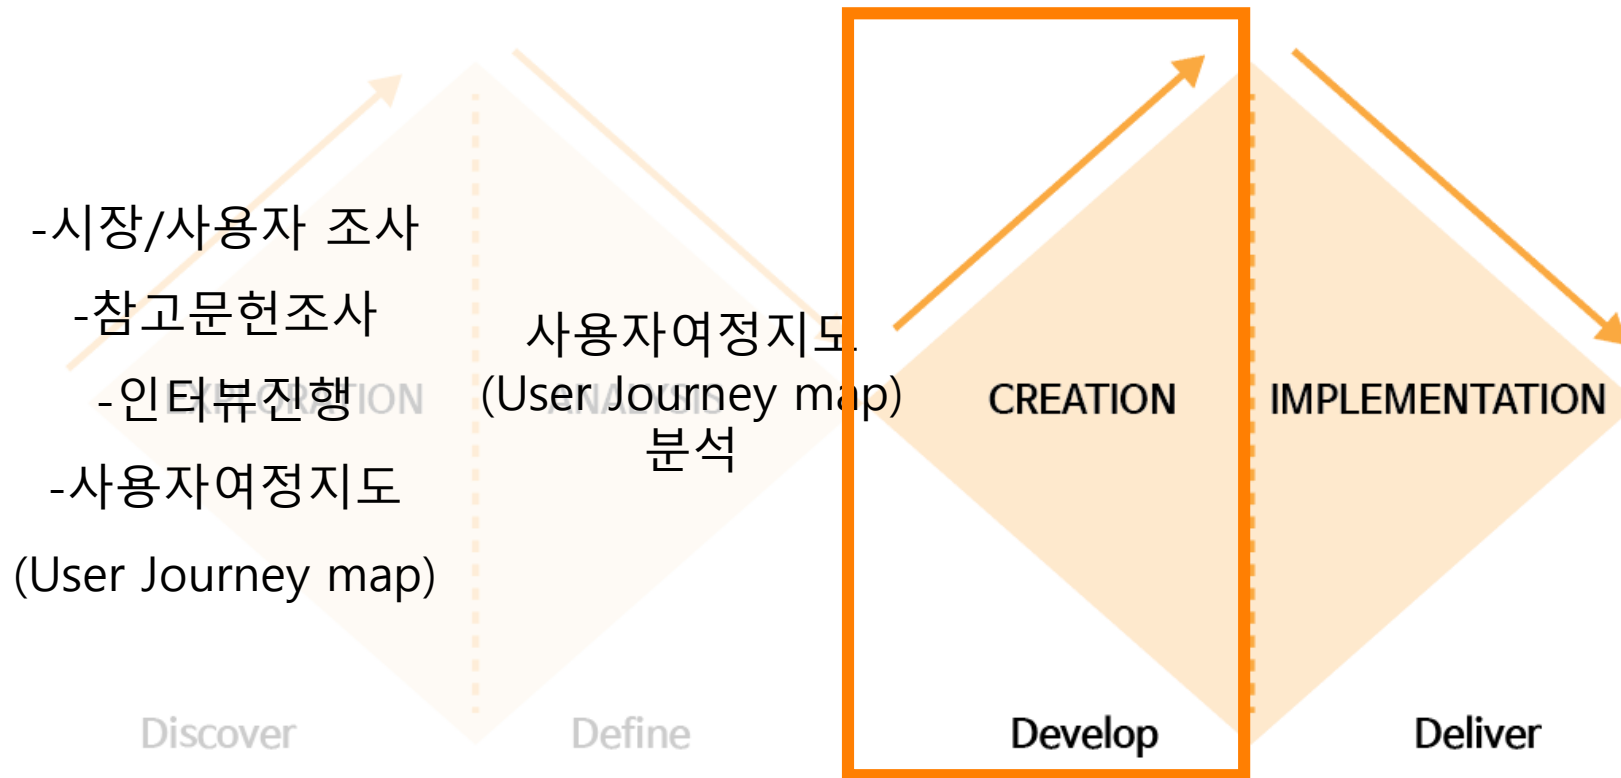 -시장/사용자 조사
-참고문헌조사
-인터뷰진행
-사용자여정지도
(User Journey map)
EXPLORATION
Discover
사용자여정지도
(User Journey map)
분석
ANALYSIS
Define
CREATION
Develop
IMPLEMENTATION
Deliver